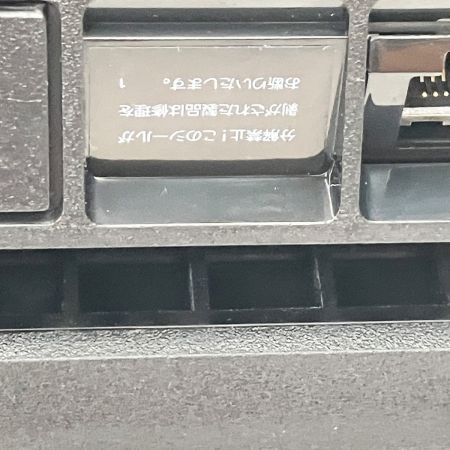 分解禁止！このシールが
剥がされた製品は修理を
お断りいたします。 1